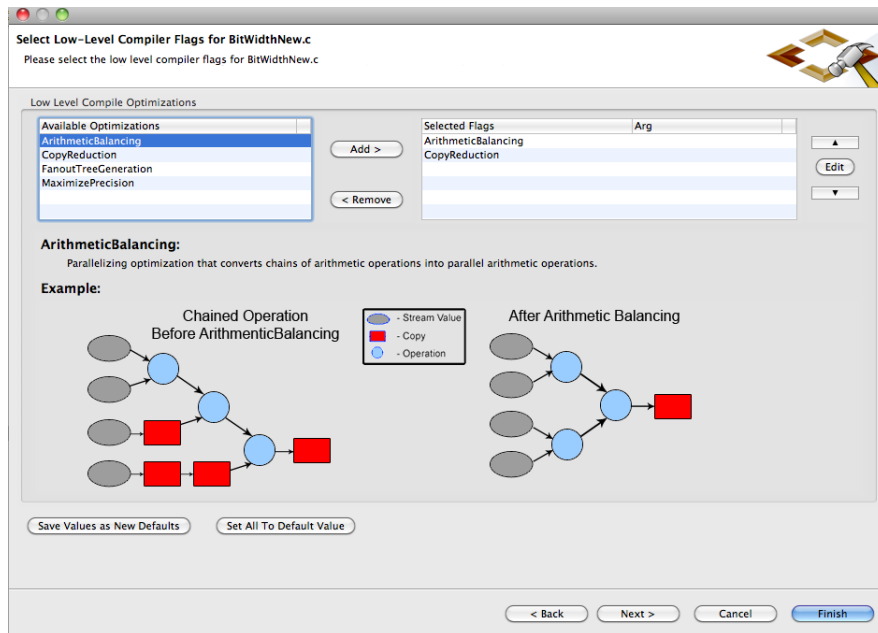 Select Low-Level Compiler Flags for BitWidthNew.c
Please select the low level compiler flags for BitWidthNew.c
Low Level Compile Optimizations
Available Optimizations
ArithmeticBalancing
CopyReduction
FanoutTreeGeneration
MaximizePrecision
Add >
< Remove
Selected Flags Arg
ArithmeticBalancing
CopyReduction
Edit
ArithmeticBalancing:
Parallelizing optimization that converts chains of arithmetic operations into parallel arithmetic operations.
Example:
Chained Operation
Before ArithmenticBalancing
- Stream Value
- Copy
- Operation
After Arithmetic Balancing
Save Values as New Defaults
Set All To Default Value
< Back
Next >
Cancel
Finish